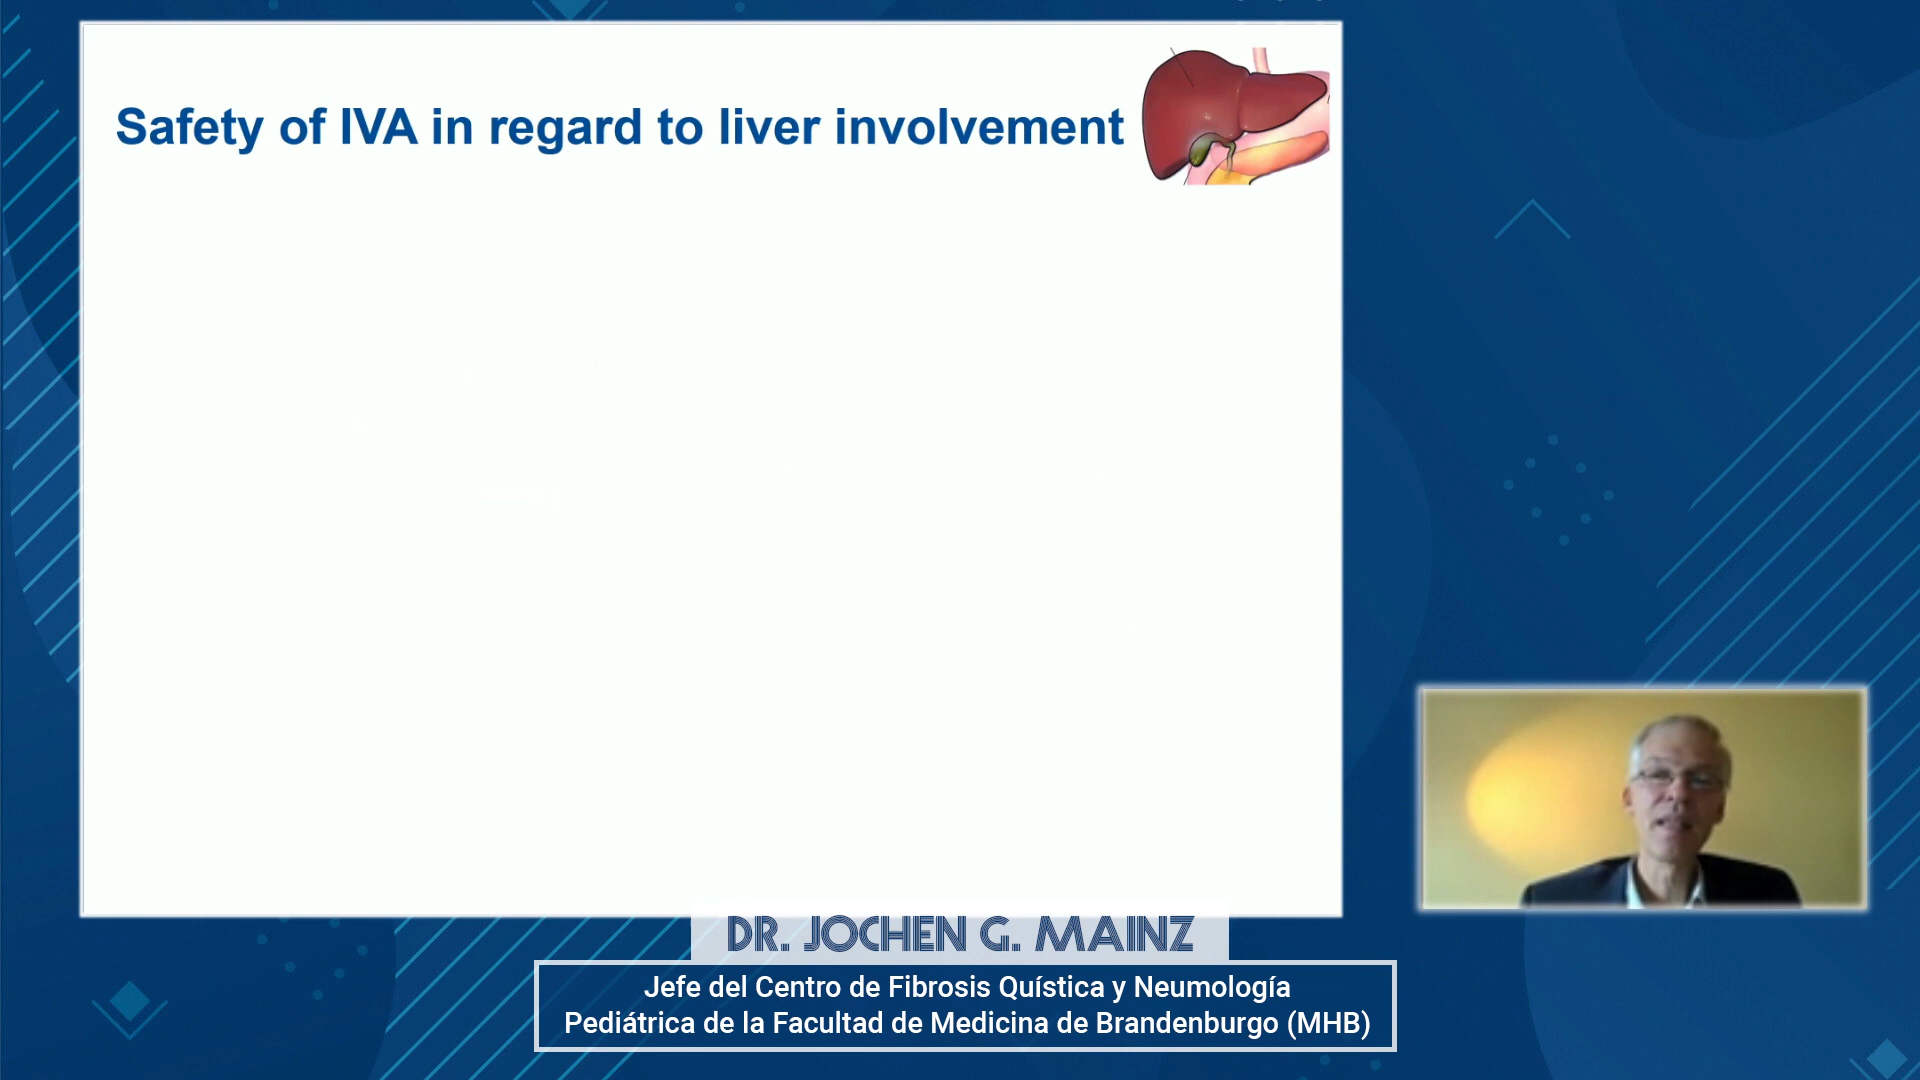 Safety of IVA in regard to liver involvement
DR. JOCHEN G. MAINZ
Jefe del Centro de Fibrosis Quística y Neumología
Pediátrica de la Facultad de Medicina de Brandenburgo (MHB)